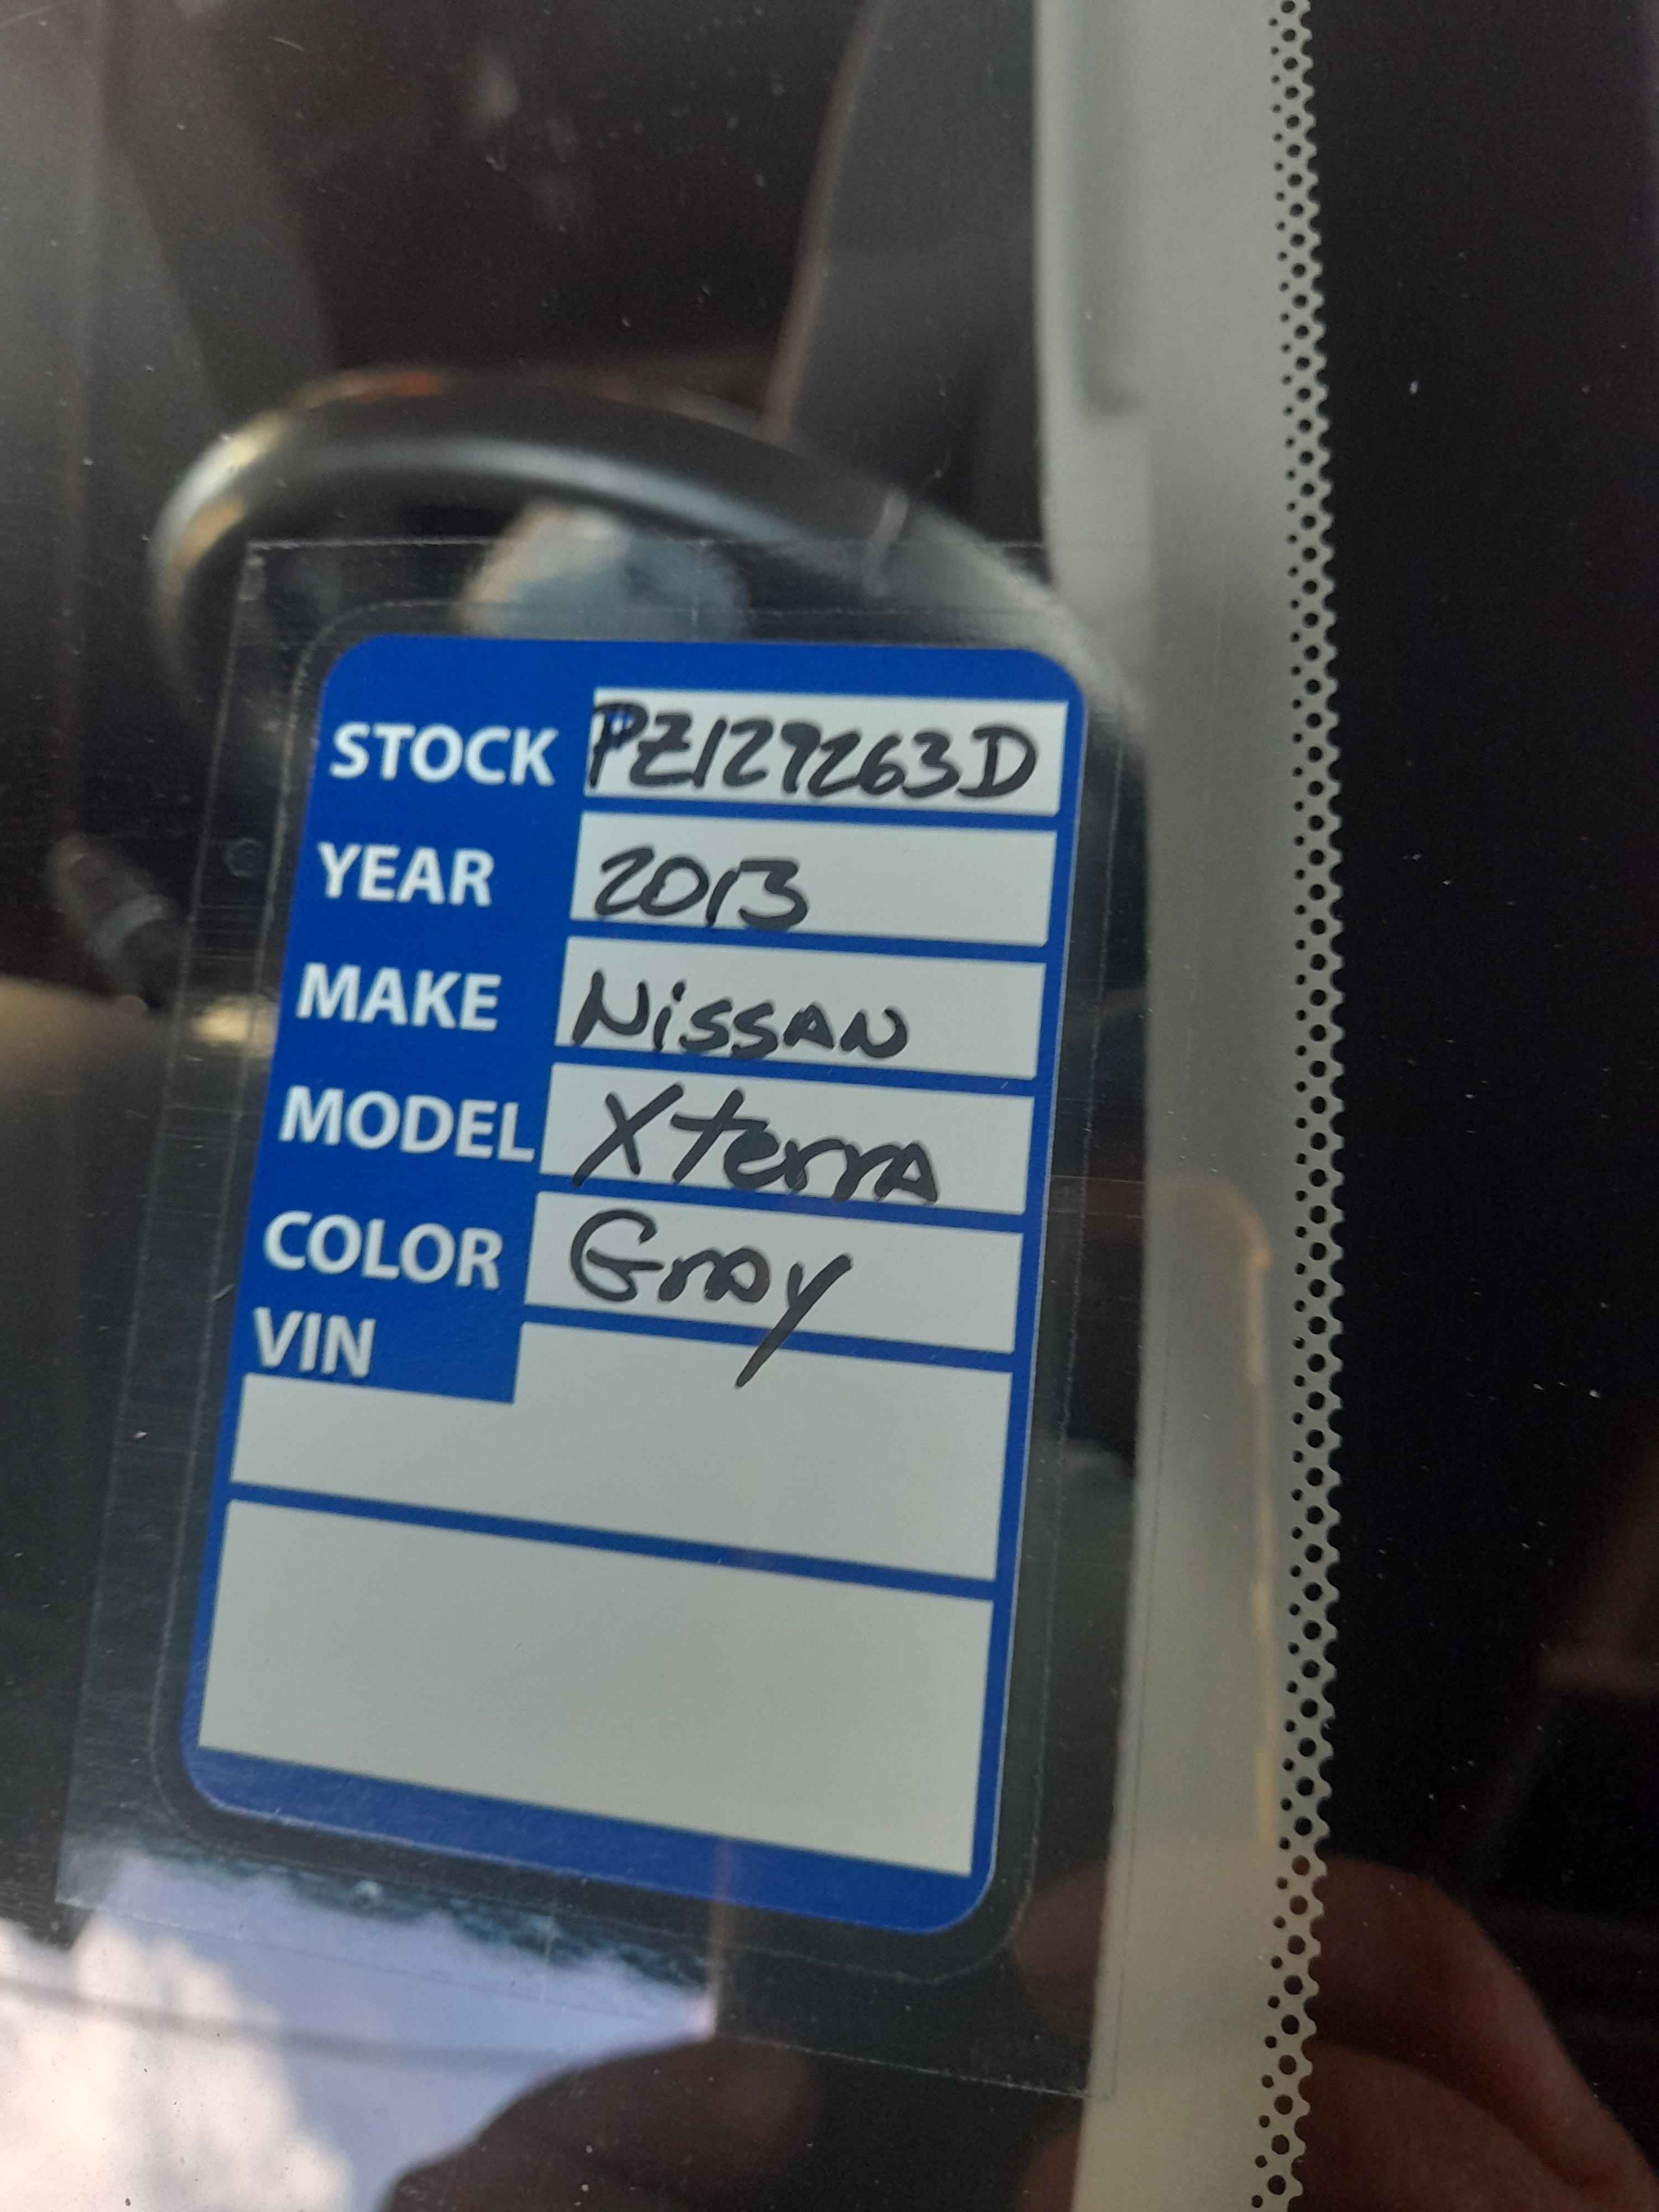 STOCK PZ129263D
YEAR 2013
MAKE NiSSAN
MODEL XterrA
COLOR Gray
VIN